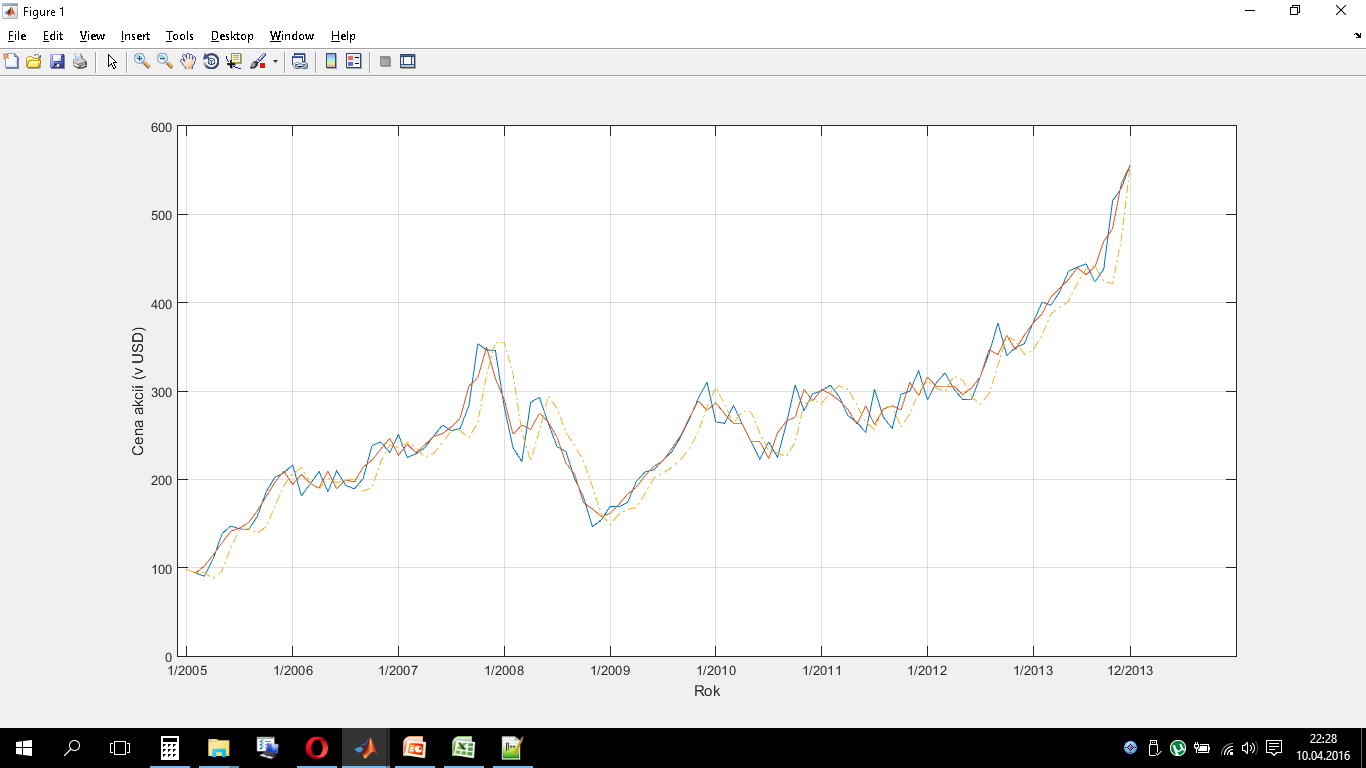 Figure 1
File Edit View Insert Tools Desktop Window Help
600
500
400
300
200
100
0
Cena akcií (v USD)
1/2005 1/2006 1/2007 1/2008 1/2009 1/2010 1/2011 1/2012 1/2013 12/2013
Rok
22:28
10.04.2016